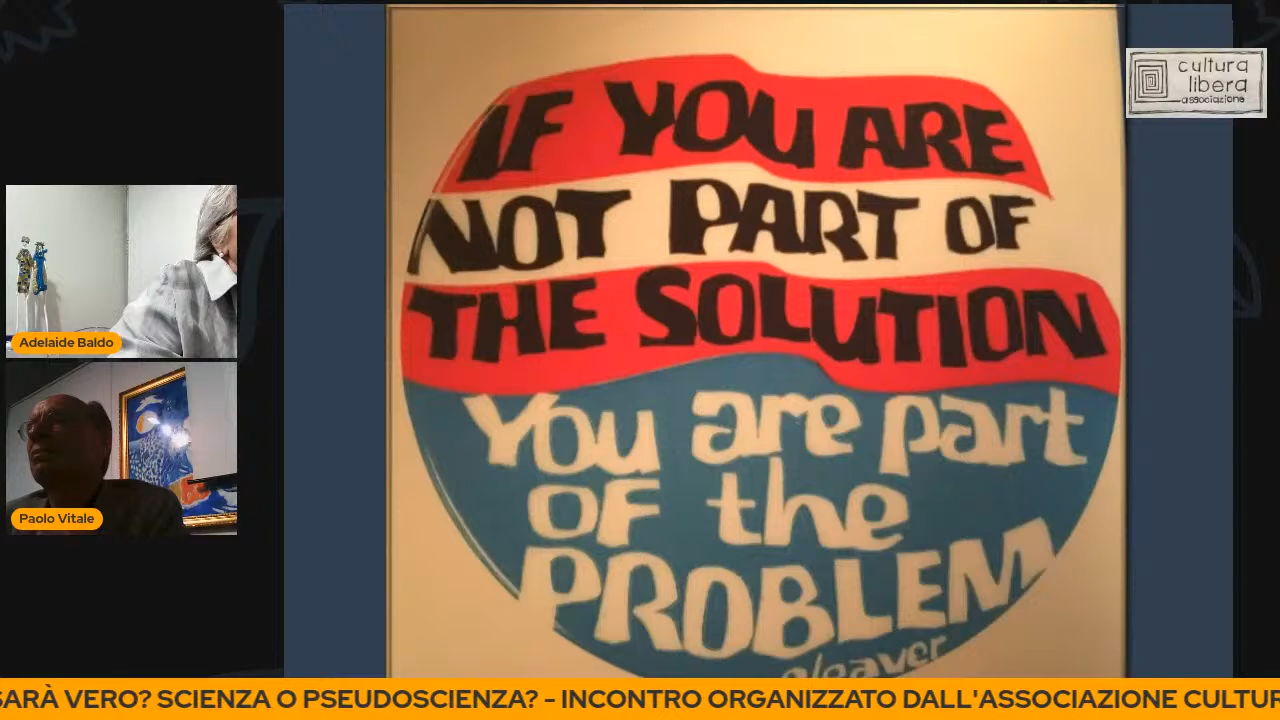 IF YOU ARE
NOT PART OF
THE SOLUTION
You are part
of the
PROBLEM
cleaver
cultura
libera
associazione
Adelaide Baldo
Paolo Vitale
SARÀ VERO? SCIENZA O PSEUDOSCIENZA? - INCONTRO ORGANIZZATO DALL'ASSOCIAZIONE